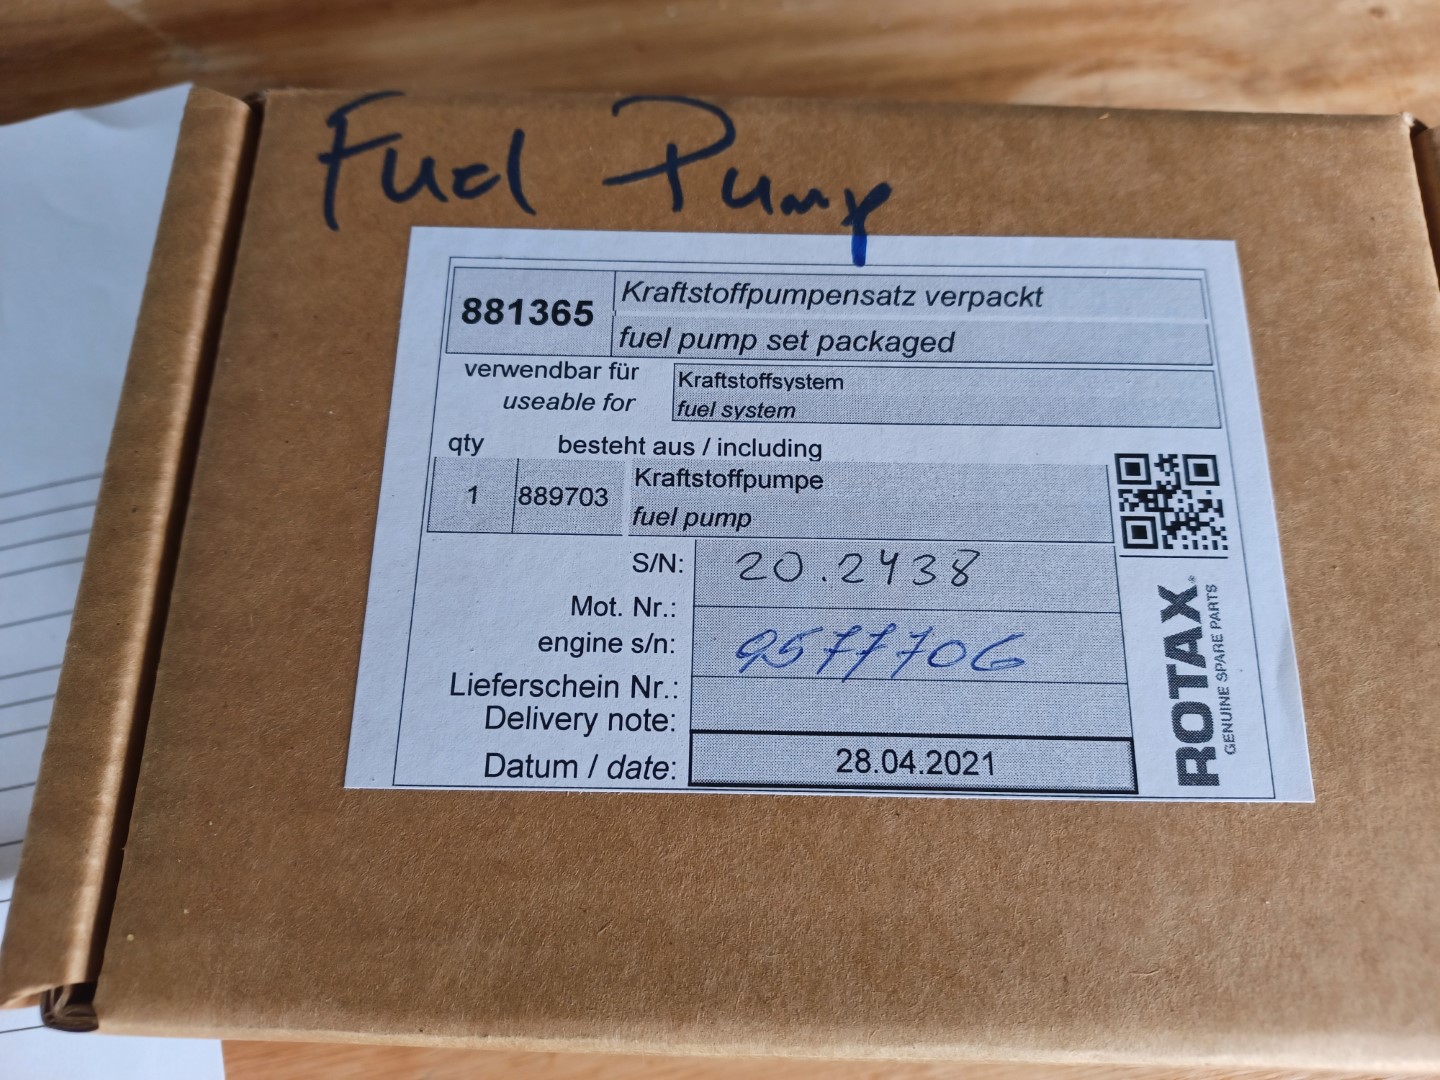 Fuel Pump
881365
Kraftstoffpumpensatz verpackt
fuel pump set packaged
verwendbar für
useable for
Kraftstoffsystem
fuel system
qty besteht aus / including
1 889703
Kraftstoffpumpe
fuel pump
S/N: 20.2438
Mot. Nr.:
engine s/n: 9577706
Lieferschein Nr.:
Delivery note:
Datum / date: 28.04.2021
ROTAX®
GENUINE SPARE PARTS